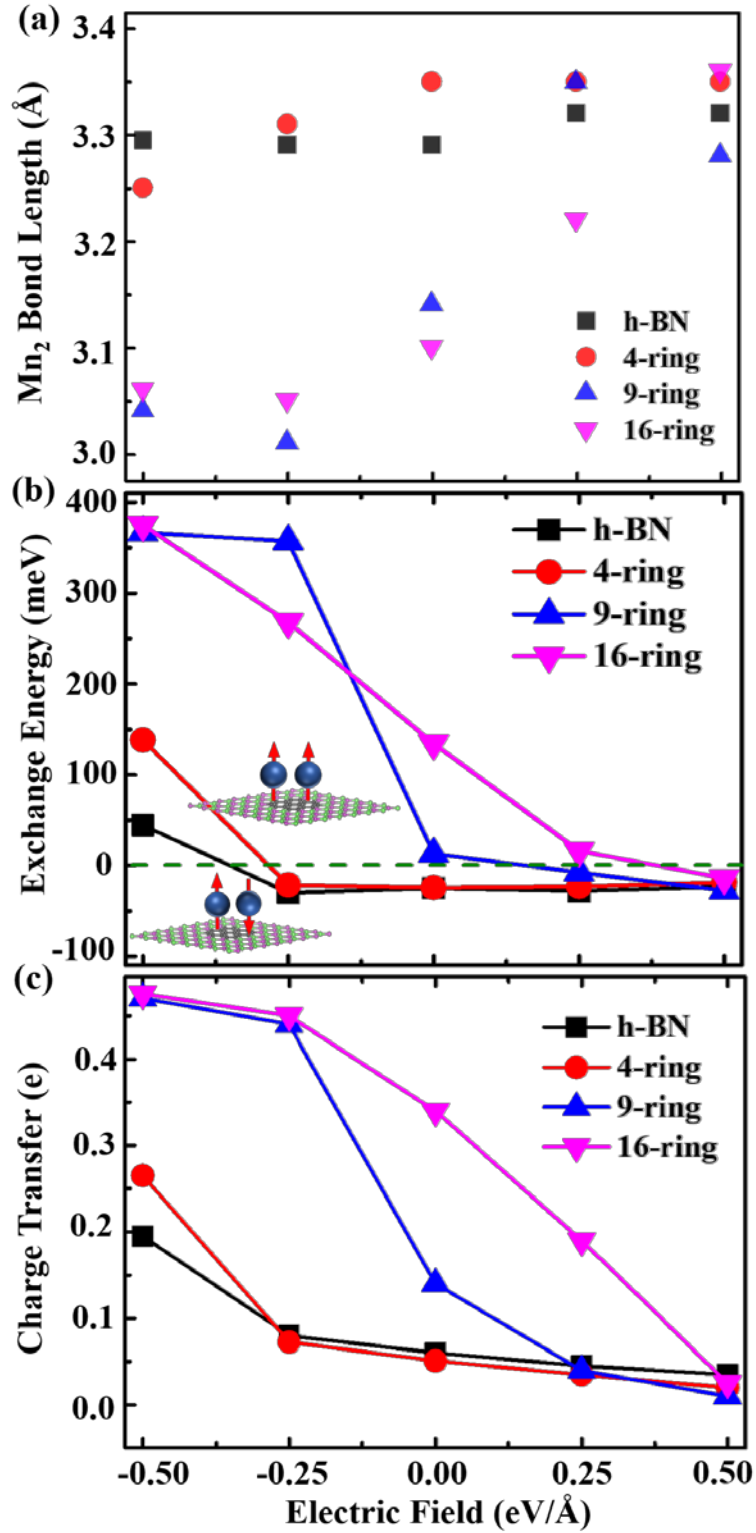 (a)
3.4
3.3
3.2
3.1
3.0
Mn₂ Bond Length (Å)
h-BN
4-ring
9-ring
16-ring
(b)
400
300
200
100
0
-100
Exchange Energy (meV)
h-BN
4-ring
9-ring
16-ring
(c)
0.4
0.3
0.2
0.1
0.0
Charge Transfer (e)
h-BN
4-ring
9-ring
16-ring
-0.50 -0.25 0.00 0.25 0.50
Electric Field (eV/Å)